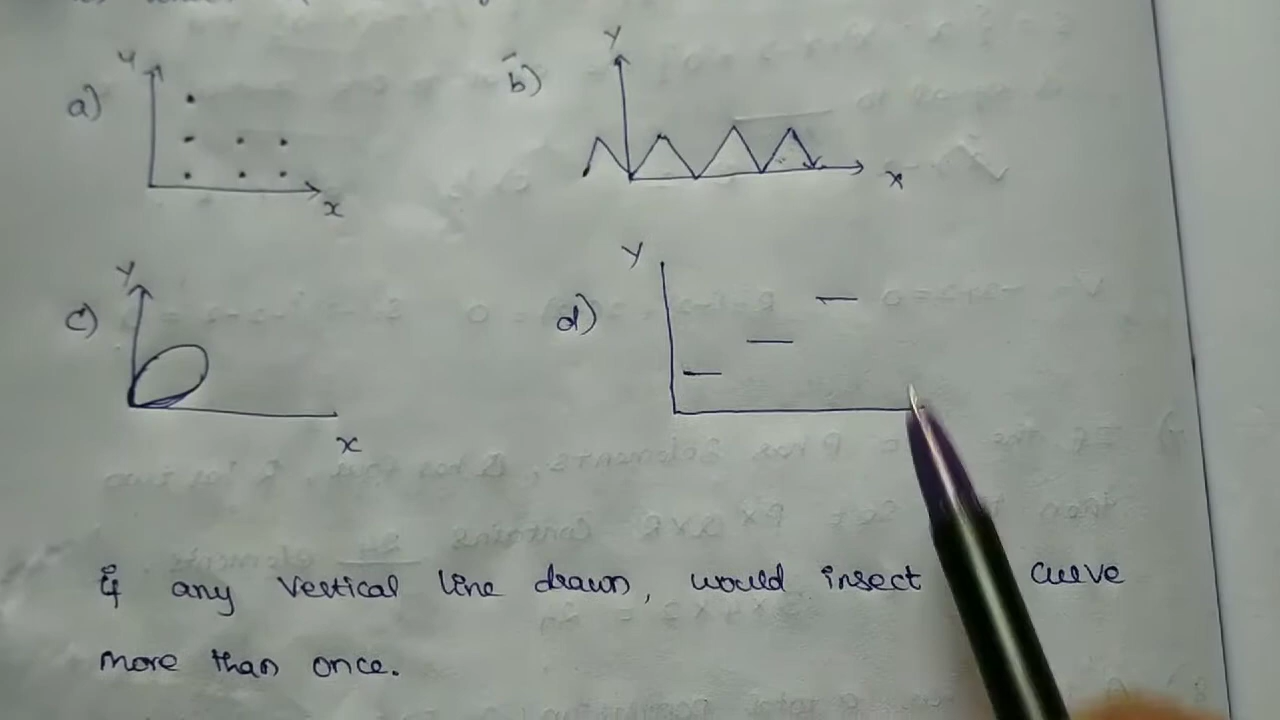 y
a)
x
y
b)
x
y
c)
x
y
d)
if any vertical line drawn, would insect curve
more than once.